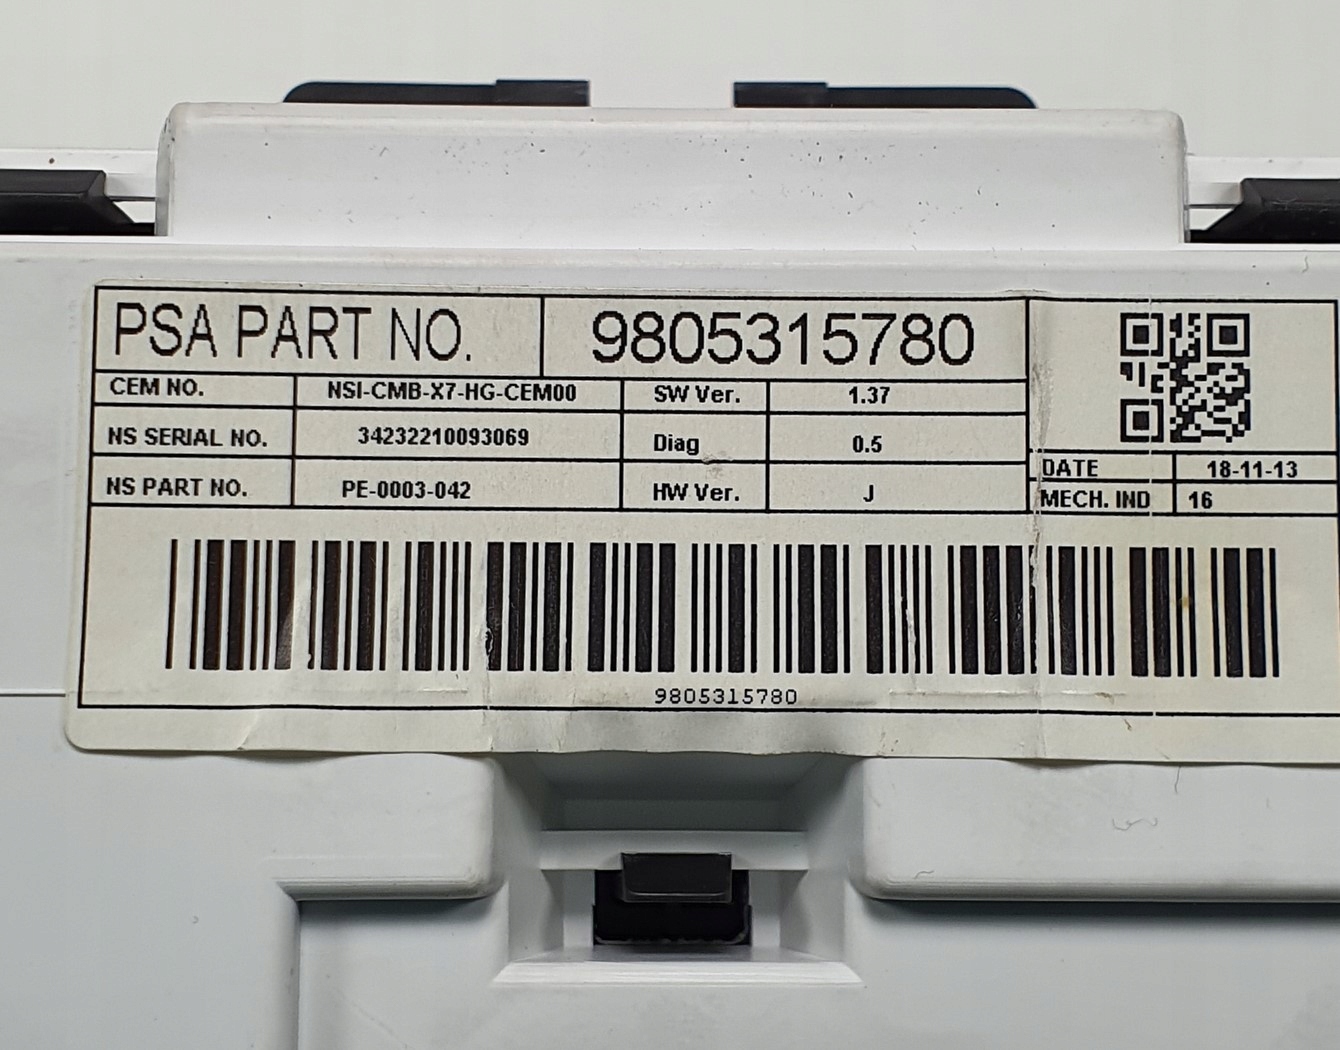 PSA PART NO. 9805315780
CEM NO. NSI-CMB-X7-HG-CEM00 SW Ver. 1.37
NS SERIAL NO. 34232210093069 Diag 0.5
DATE 18-11-13
NS PART NO. PE-0003-042 HW Ver. J
MECH. IND 16
9805315780